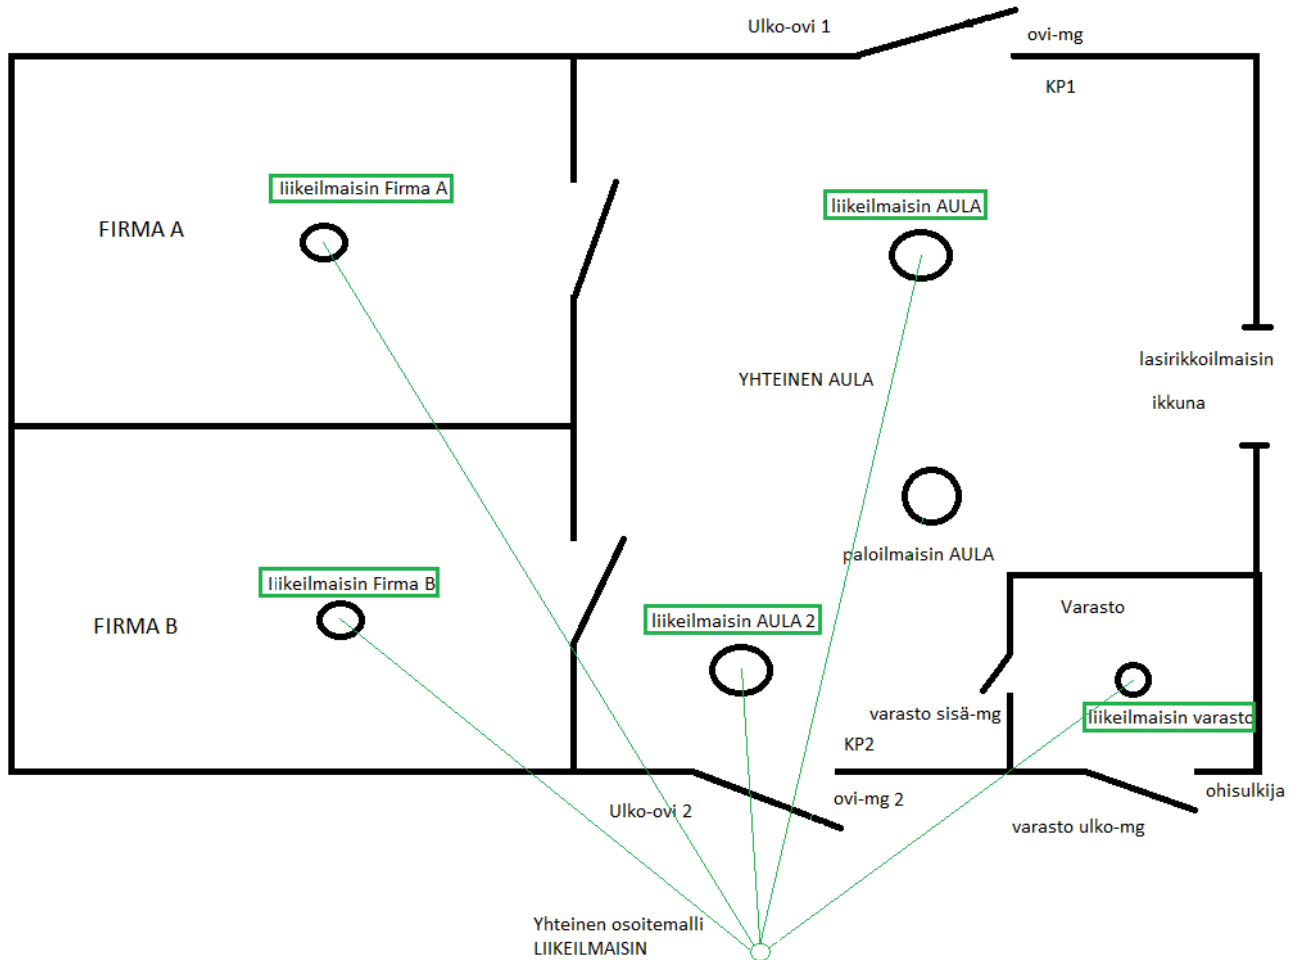 Ulko-ovi 1
ovi-mg
KP1
liikeilmaisin Firma A
liikeilmaisin AULA
FIRMA A
lasirikkoilmaisin
YHTEINEN AULA
ikkuna
paloilmaisin AULA
liikeilmaisin Firma B
Varasto
FIRMA B
liikeilmaisin AULA 2
varasto sisä-mg
liikeilmaisin varasto
KP2
ohisulkija
ovi-mg 2
Ulko-ovi 2
varasto ulko-mg
Yhteinen osoitemalli
LIIKEILMAISIN